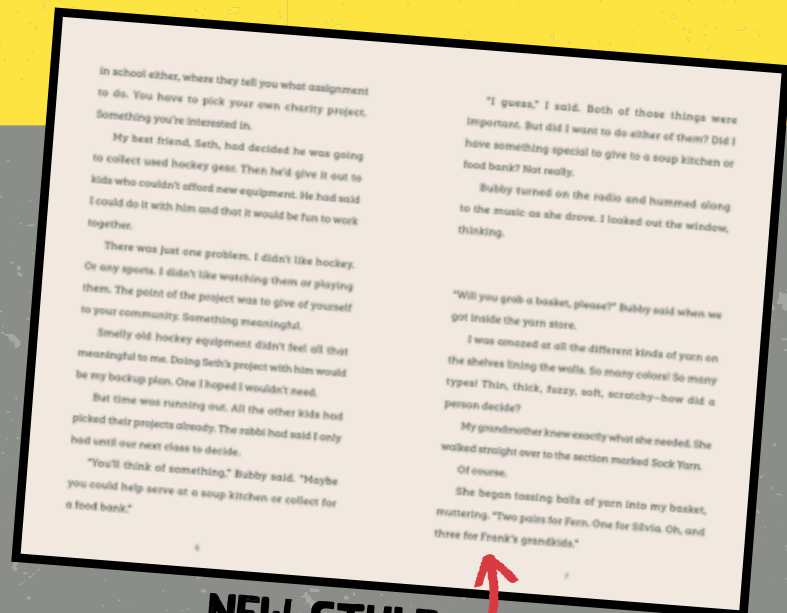 in school either, where they tell you what assignment
to do. You have to pick your own charity project.
Something you're interested in.
My best friend, Seth, had decided he was going
to collect used hockey gear. Then he'd give it out to
kids who couldn't afford new equipment. He had said
I could do it with him and that it would be fun to work
together.
There was just one problem. I didn't like hockey.
Or any sports. I didn't like watching them or playing
them. The point of the project was to give of yourself
to your community. Something meaningful.
Smelly old hockey equipment didn't feel all that
meaningful to me. Doing Seth's project with him would
be my backup plan. One I hoped I wouldn't need.
But time was running out. All the other kids had
picked their projects already. The rabbi had said I only
had until our next class to decide.
"You'll think of something," Bubby said. "Maybe
you could help serve at a soup kitchen or collect for
a food bank."
6
"I guess," I said. Both of those things were
important. But did I want to do either of them? Did I
have something special to give to a soup kitchen or
food bank? Not really.
Bubby turned on the radio and hummed along
to the music as she drove. I looked out the window,
thinking.
"Will you grab a basket, please?" Bubby said when we
got inside the yarn store.
I was amazed at all the different kinds of yarn on
the shelves lining the walls. So many colors! So many
types! Thin, thick, fuzzy, soft, scratchy—how did a
person decide?
My grandmother knew exactly what she needed. She
walked straight over to the section marked Sock Yarn.
Of course.
She began tossing balls of yarn into my basket,
muttering. "Two pairs for Fern. One for Silvia. Oh, and
three for Frank's grandkids."
7